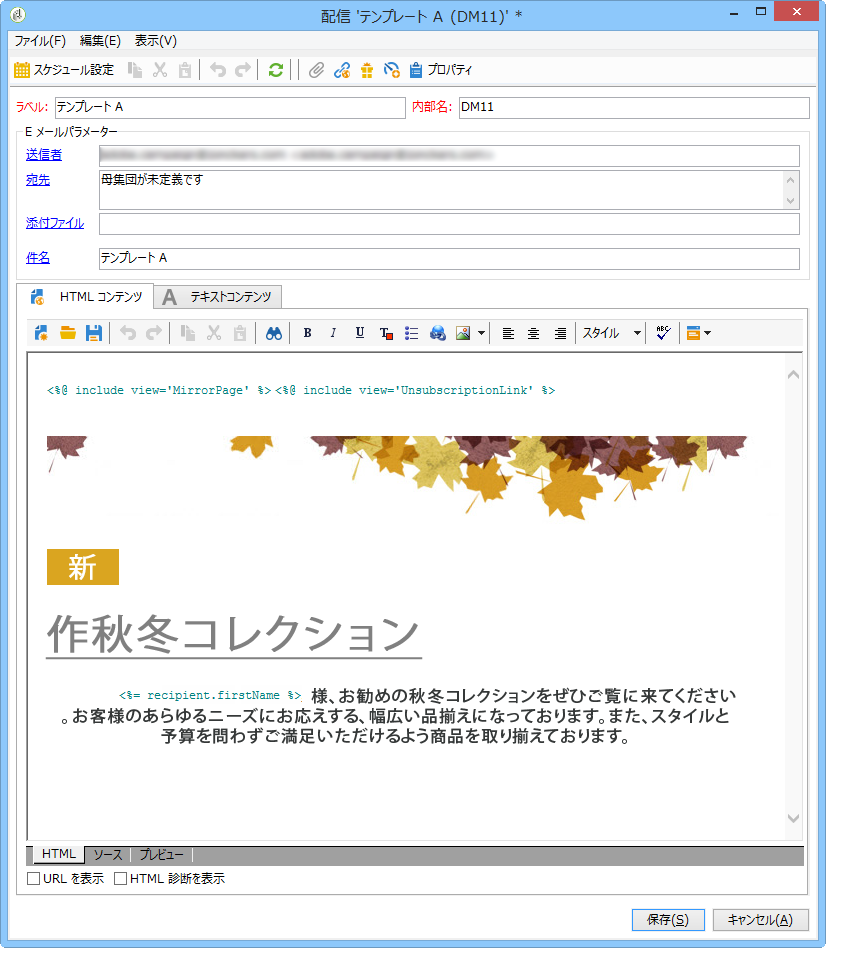 配信 'テンプレート A (DM11)' *
ファイル(F) 編集(E) 表示(V)
スケジュール設定 プロパティ
ラベル: テンプレート A 内部名: DM11
E メールパラメーター
送信者
宛先 母集団が未定義です
添付ファイル
件名 テンプレート A
HTML コンテンツ A テキストコンテンツ
B I U T スタイル ABC
<%@ include view='MirrorPage' %> <%@ include view='UnsubscriptionLink' %>
新
作秋冬コレクション
<%= recipient.firstName %> 様、お勧めの秋冬コレクションをぜひご覧に来てください
。お客様のあらゆるニーズにお応えする、幅広い品揃えになっております。また、スタイルと
予算を問わずご満足いただけるよう商品を取り揃えております。
HTML ソース プレビュー
URL を表示 HTML 診断を表示
保存(S) キャンセル(A)